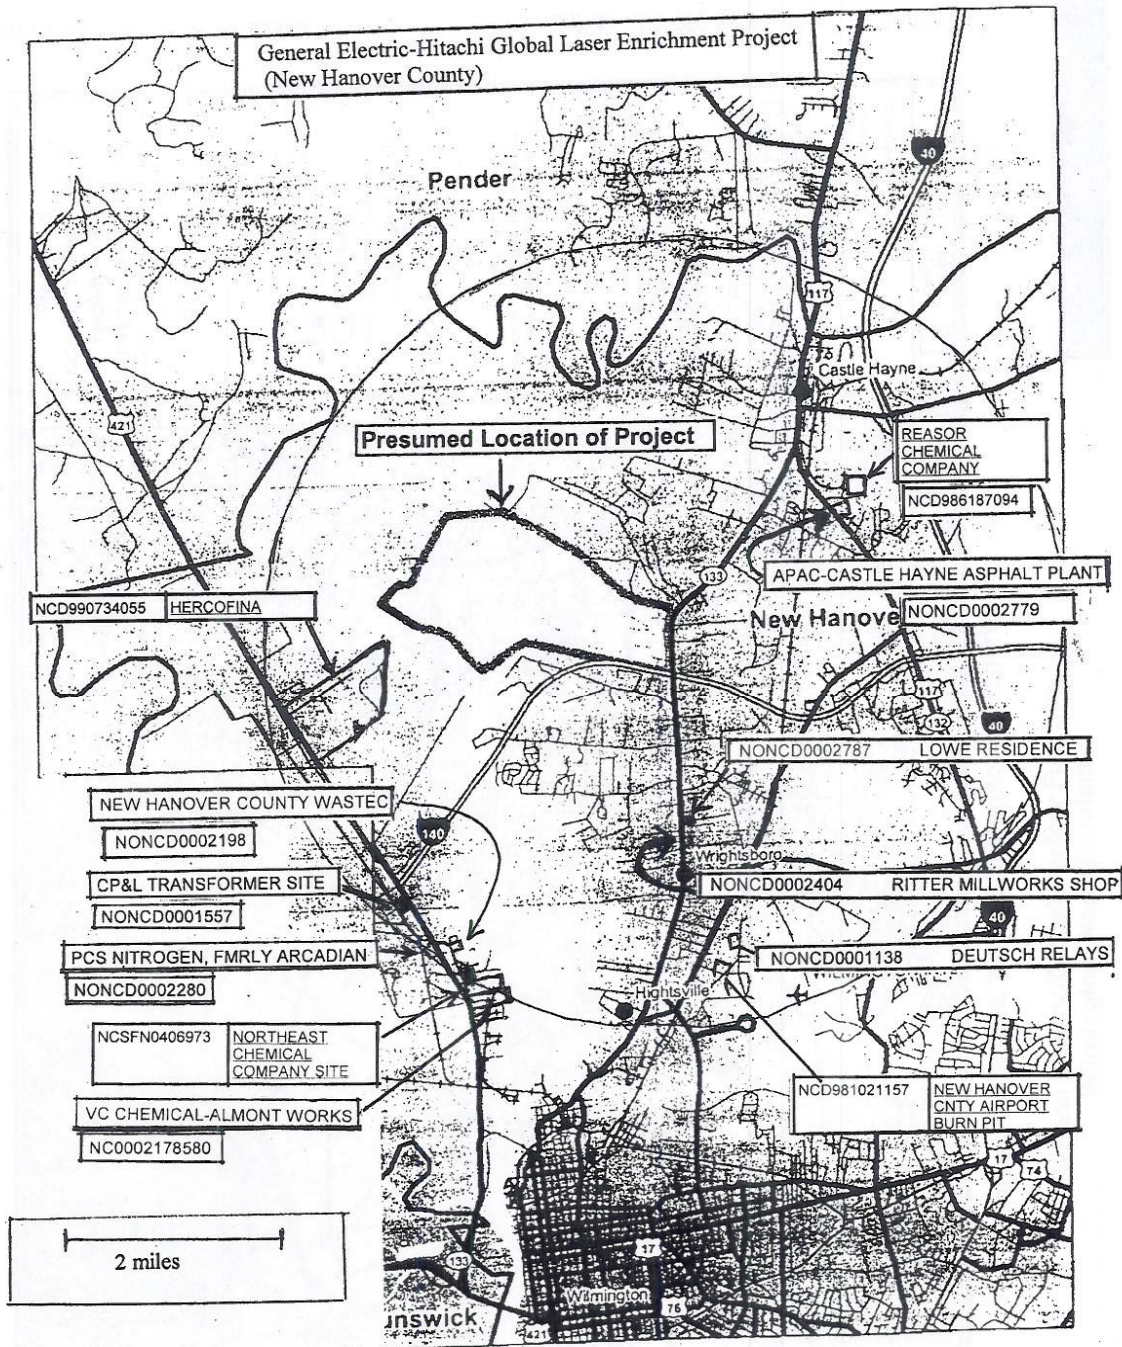 General Electric-Hitachi Global Laser Enrichment Project
(New Hanover County)
40
Pender
117
Castle Hayne
421
Presumed Location of Project
REASOR
CHEMICAL
COMPANY
NCD986187094
133
APAC-CASTLE HAYNE ASPHALT PLANT
NCD990734055 HERCOFINA
New Hanove
NONCD0002779
117
132
40
NONCD0002787 LOWE RESIDENCE
NEW HANOVER COUNTY WASTEC
NONCD0002198
140
Wrightsboro
CP&L TRANSFORMER SITE
NONCD0002404 RITTER MILLWORKS SHOP
NONCD0001557
40
PCS NITROGEN, FMRLY ARCADIAN
NONCD0001138 DEUTSCH RELAYS
NONCD0002280
Hightsville
NCSFN0406973 NORTHEAST
CHEMICAL
COMPANY SITE
NCD981021157 NEW HANOVER
CNTY AIRPORT
BURN PIT
VC CHEMICAL-ALMONT WORKS
NC0002178580
17
74
2 miles
17
133
Wilmington
76
unswick
421